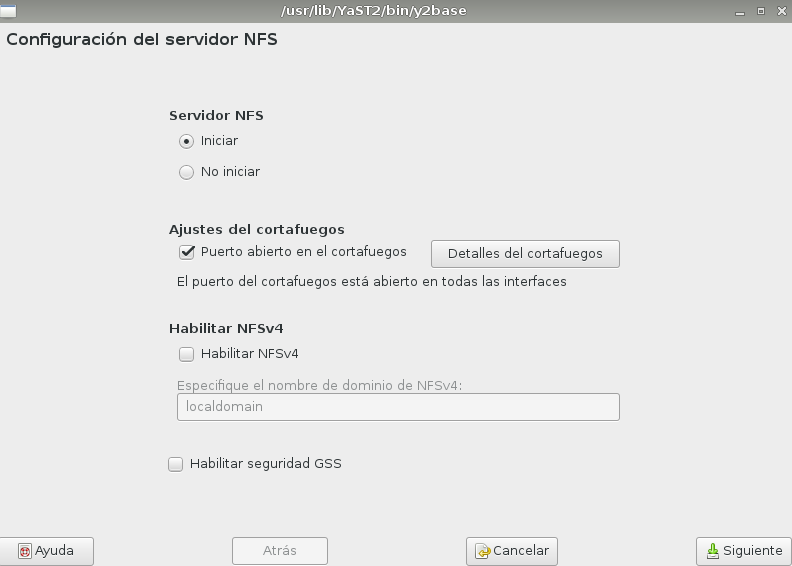 /usr/lib/YaST2/bin/y2base
Configuración del servidor NFS
Servidor NFS
Iniciar
No iniciar
Ajustes del cortafuegos
Puerto abierto en el cortafuegos
Detalles del cortafuegos
El puerto del cortafuegos está abierto en todas las interfaces
Habilitar NFSv4
Habilitar NFSv4
Especifique el nombre de dominio de NFSv4:
localdomain
Habilitar seguridad GSS
Ayuda
Atrás
Cancelar
Siguiente